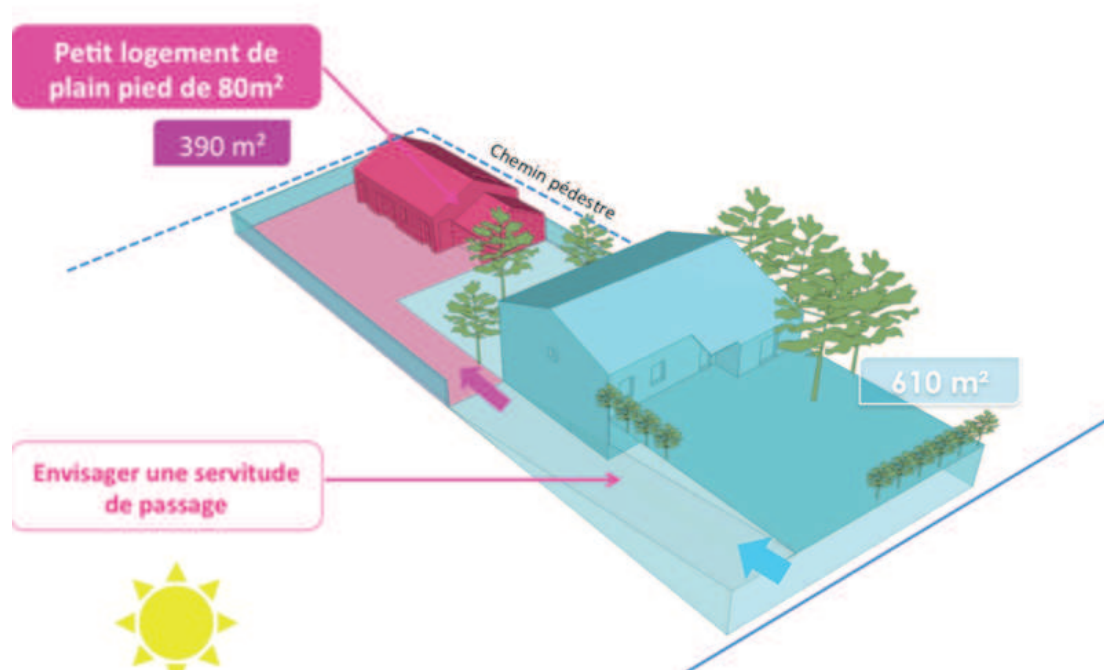 Petit logement de
plain pied de 80m²
390 m²
Chemin pédestre
610 m²
Envisager une servitude
de passage